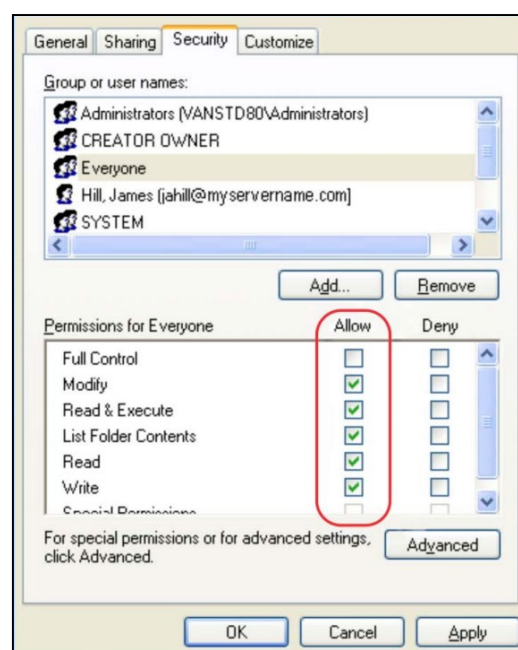 General Sharing Security Customize
Group or user names:
Administrators (VANSTD80\Administrators)
CREATOR OWNER
Everyone
Hill, James (jahill@myservername.com)
SYSTEM
Add... Remove
Permissions for Everyone Allow Deny
Full Control
Modify
Read & Execute
List Folder Contents
Read
Write
Special Permissions
For special permissions or for advanced settings,
click Advanced.
Advanced
OK Cancel Apply